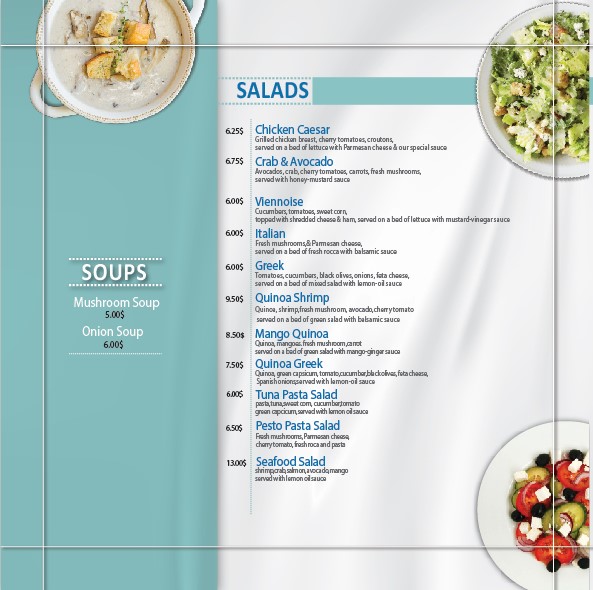 SALADS
6.25$ Chicken Caesar
Grilled chicken breast, cherry tomatoes, croutons,
served on a bed of lettuce with Parmesan cheese & our special sauce
6.75$ Crab & Avocado
Avocados, crab, cherry tomatoes, carrots, fresh mushrooms,
served with honey-mustard sauce
6.00$ Viennoise
Cucumbers, tomatoes, sweet corn,
topped with shredded cheese & ham, served on a bed of lettuce with mustard-vinegar sauce
6.00$ Italian
Fresh mushrooms,& Parmesan cheese,
served on a bed of fresh rocca with balsamic sauce
6.00$ Greek
Tomatoes, cucumbers, black olives, onions, feta cheese,
served on a bed of mixed salad with lemon-oil sauce
9.50$ Quinoa Shrimp
Quinoa, shrimp,fresh mushroom, avocado,cherry tomato
served on a bed of green salad with balsamic sauce
8.50$ Mango Quinoa
Quinoa, mangoes.fresh mushroom,carrot
served on a bed of green salad with mango-ginger sauce
7.50$ Quinoa Greek
Quinoa, green capsicum, tomato,cucumber,black olives, feta cheese,
Spanish onions,served with lemon-oil sauce
6.00$ Tuna Pasta Salad
pasta,tuna,sweet corn, cucumber,tomato
green capcicum,served with lemon oil sauce
6.50$ Pesto Pasta Salad
Fresh mushrooms, Parmesan cheese,
cherry tomato, fresh roca and pasta
13.00$ Seafood Salad
shrimp,crab,salmon,avocado,mango
served with lemon oil sauce
SOUPS
Mushroom Soup
5.00$
Onion Soup
6.00$